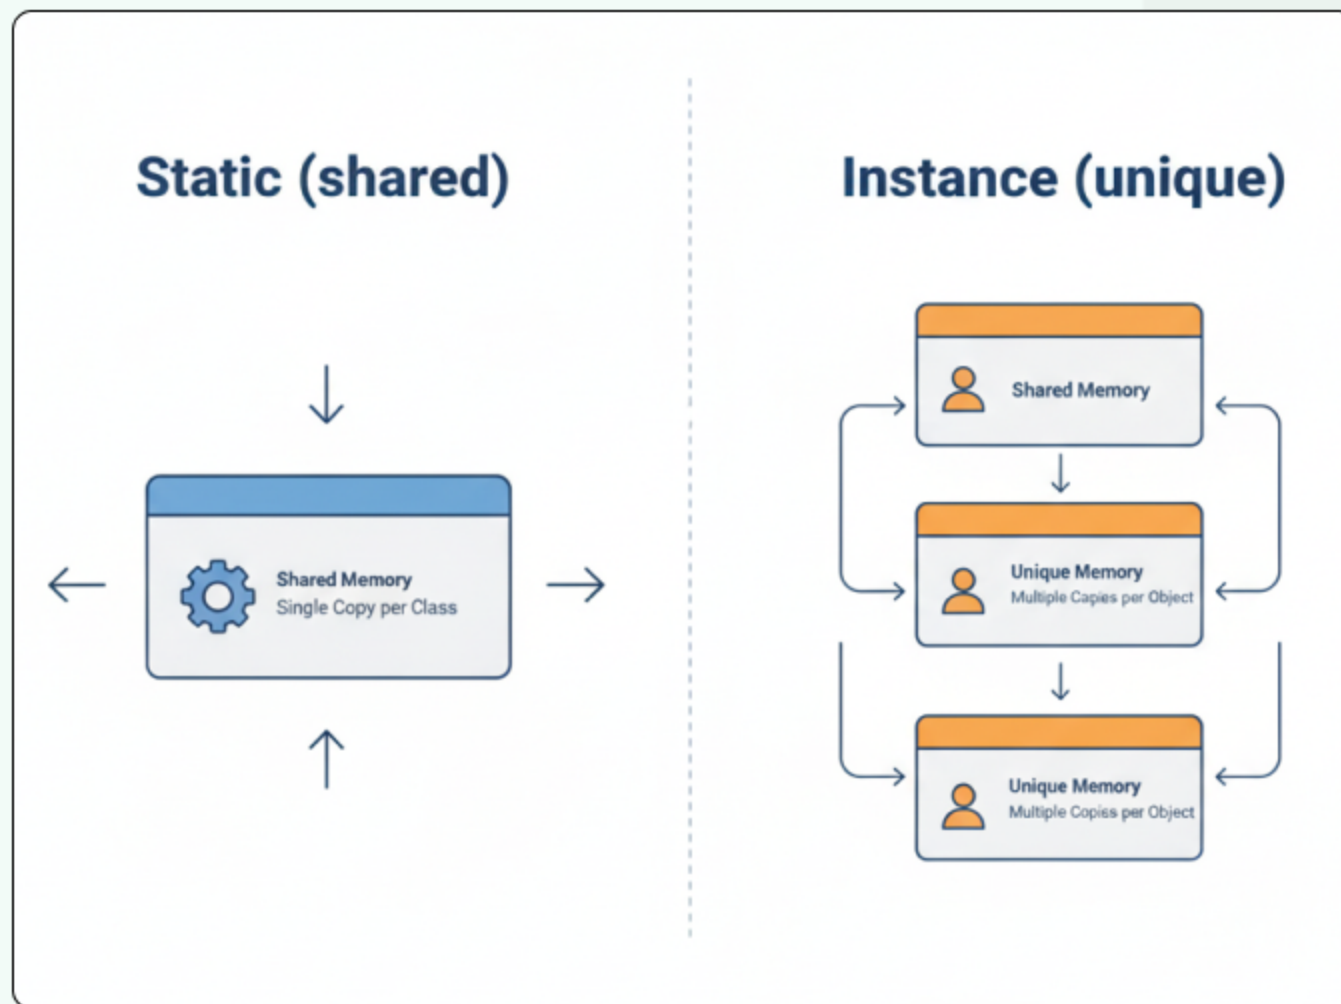 Static (shared)
Shared Memory
Single Copy per Class
Instance (unique)
Shared Memory
Unique Memory
Multiple Capies per Object
Unique Memory
Multiple Copies per Object